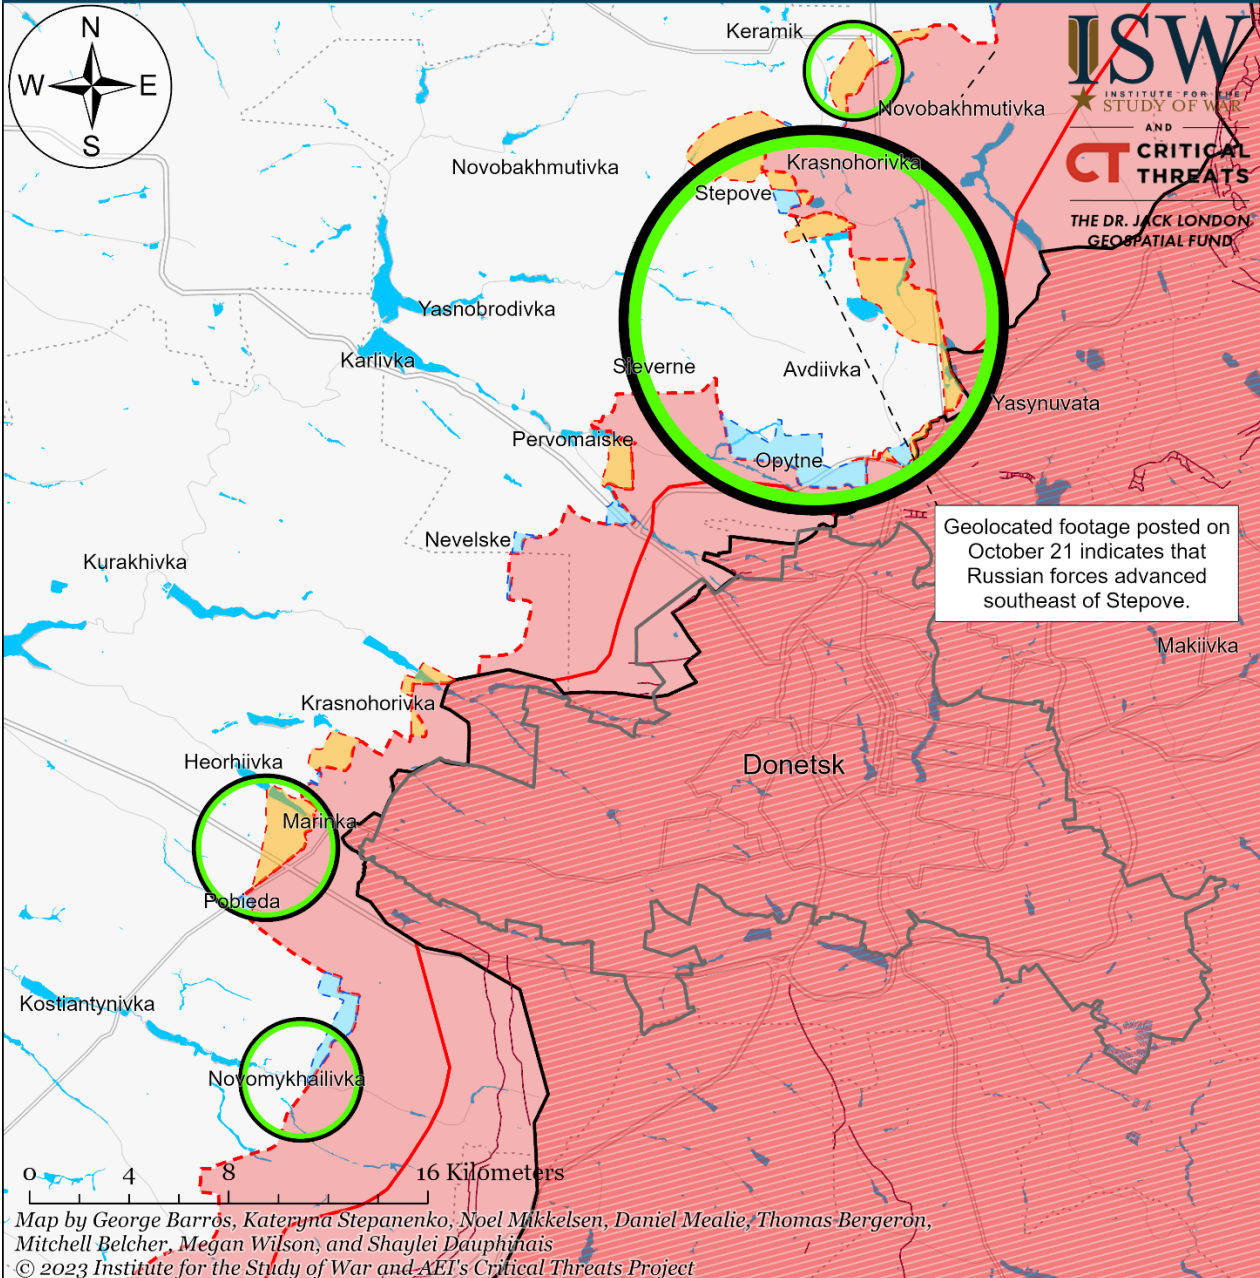 N
W
E
S
Keramik
ISW
INSTITUTE FOR THE
STUDY OF WAR
AND
CT CRITICAL
THREATS
THE DR. JACK LONDON
GEOSPATIAL FUND
Novobakhmutivka
Novobakhmutivka
Krasnohorivka
Stepove
Yasnobrodivka
Karlivka
Sieverne
Avdiivka
Yasynuvata
Pervomaiske
Opytne
Nevelske
Geolocated footage posted on
October 21 indicates that
Russian forces advanced
southeast of Stepove.
Kurakhivka
Makiivka
Krasnohorivka
Heorhiivka
Donetsk
Marinka
Pobieda
Kostiantynivka
Novomykhailivka
0 4 8 16 Kilometers
Map by George Barros, Kateryna Stepanenko, Noel Mikkelsen, Daniel Mealie, Thomas Bergeron,
Mitchell Belcher, Megan Wilson, and Shaylei Dauphinais
© 2023 Institute for the Study of War and AEI's Critical Threats Project